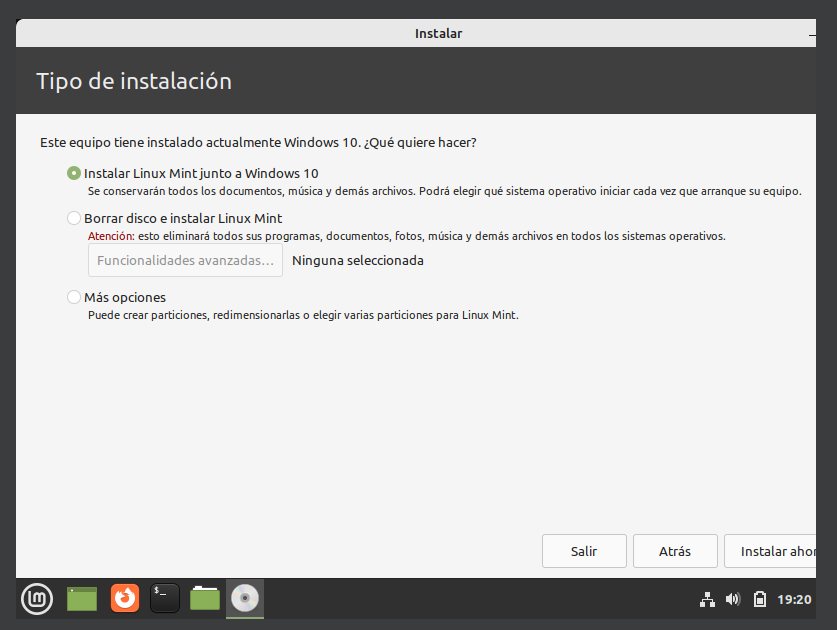 Instalar
Tipo de instalación
Este equipo tiene instalado actualmente Windows 10. ¿Qué quiere hacer?
Instalar Linux Mint junto a Windows 10
Se conservarán todos los documentos, música y demás archivos. Podrá elegir qué sistema operativo iniciar cada vez que arranque su equipo.
Borrar disco e instalar Linux Mint
Atención: esto eliminará todos sus programas, documentos, fotos, música y demás archivos en todos los sistemas operativos.
Funcionalidades avanzadas... Ninguna seleccionada
Más opciones
Puede crear particiones, redimensionarlas o elegir varias particiones para Linux Mint.
Salir Atrás Instalar ahor
$_
19:20